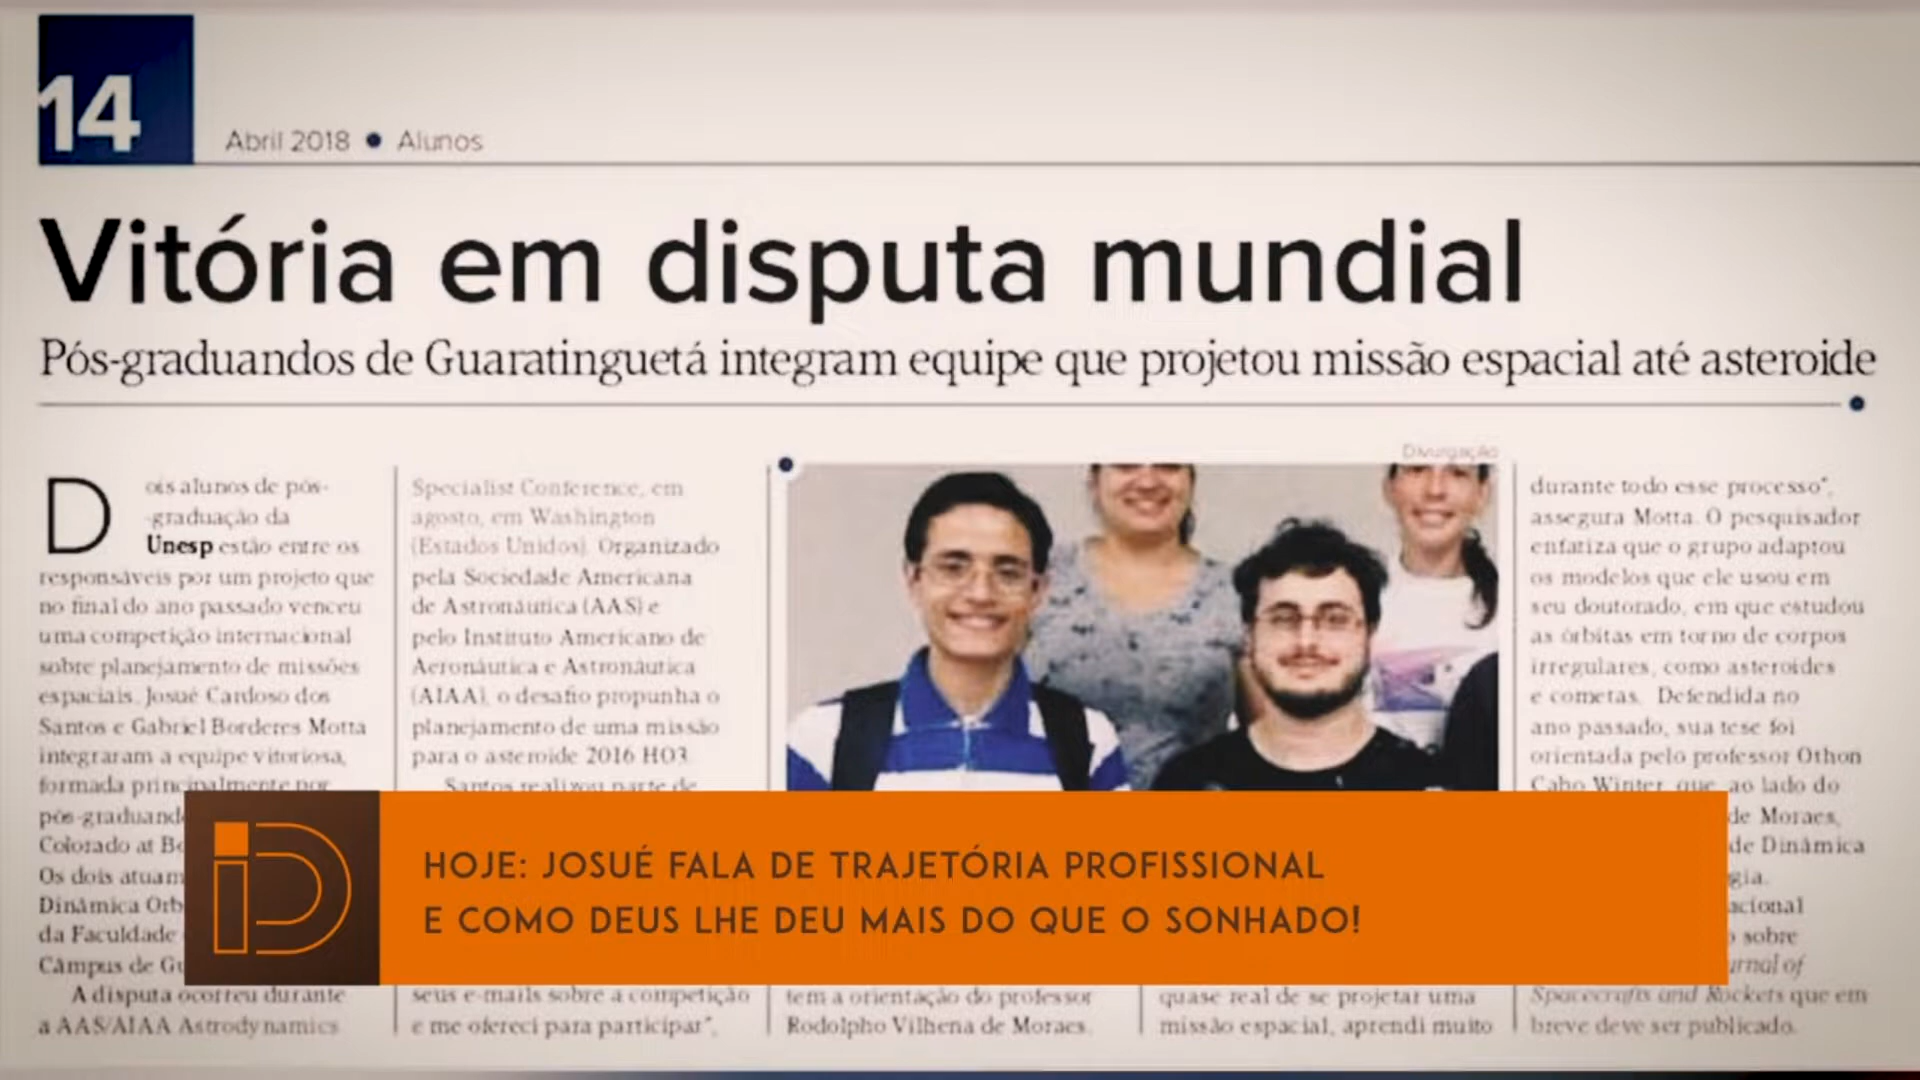 14
Abril 2018 • Alunos
Vitória em disputa mundial
Pós-graduandos de Guaratinguetá integram equipe que projetou missão espacial até asteroide
Dois alunos de pós-
-graduação da
Unesp estão entre os
responsáveis por um projeto que
no final do ano passado venceu
uma competição internacional
sobre planejamento de missões
espaciais. Josué Cardoso dos
Santos e Gabriel Borderes Motta
integraram a equipe vitoriosa,
formada principalmente por
Colorado at
Os dois atuam
Dinâmica
da Faculdade
Câmpus de
A disputa ocorreu durante
a AAS/AIAA Astrodynamics
Specialist Conference, em
agosto, em Washington
(Estados Unidos). Organizado
pela Sociedade Americana
de Astronáutica (AAS) e
pelo Instituto Americano de
Aeronáutica e Astronáutica
(AIAA), o desafio propunha o
planejamento de uma missão
para o asteroide 2016 HO3.
Santos realizou parte de
seus e-mails sobre a competição
e me ofereci para participar",
Divulgação
tem a orientação do professor
Rodolpho Vilhena de Moraes.
quase real de se projetar uma
missão espacial, aprendi muito
durante todo esse processo",
assegura Motta. O pesquisador
enfatiza que o grupo adaptou
os modelos que ele usou em
seu doutorado, em que estudou
as órbitas em torno de corpos
irregulares, como asteroides
e cometas. Defendida no
ano passado, sua tese foi
orientada pelo professor Othon
Cabo Winter, que, ao lado do
de Moraes,
de Dinâmica
sobre
Spacecrafts and Rockets que em
breve deve ser publicado.
iD
HOJE: JOSUÉ FALA DE TRAJETÓRIA PROFISSIONAL
E COMO DEUS LHE DEU MAIS DO QUE O SONHADO!